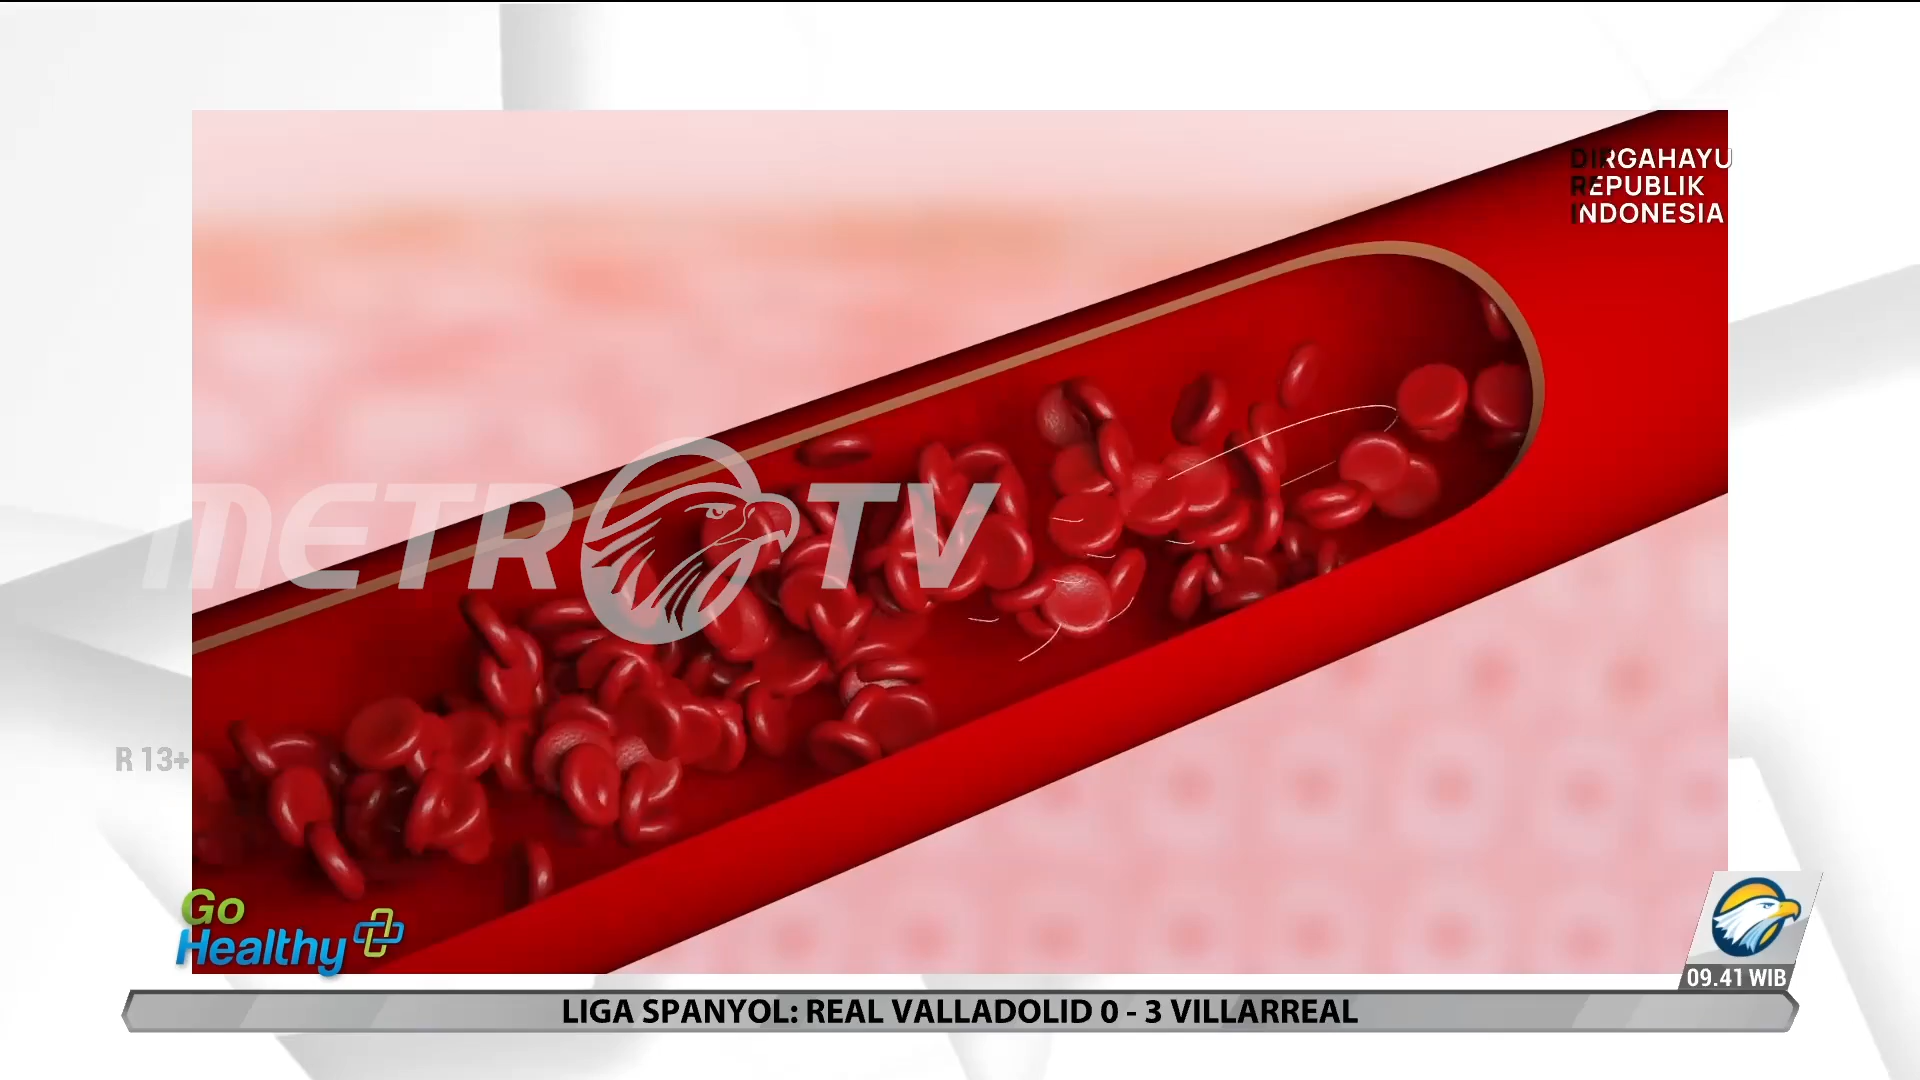 DIRGAHAYU
REPUBLIK
INDONESIA
METRO TV
R 13+
Go
Healthy
09.41 WIB
LIGA SPANYOL: REAL VALLADOLID 0 - 3 VILLARREAL